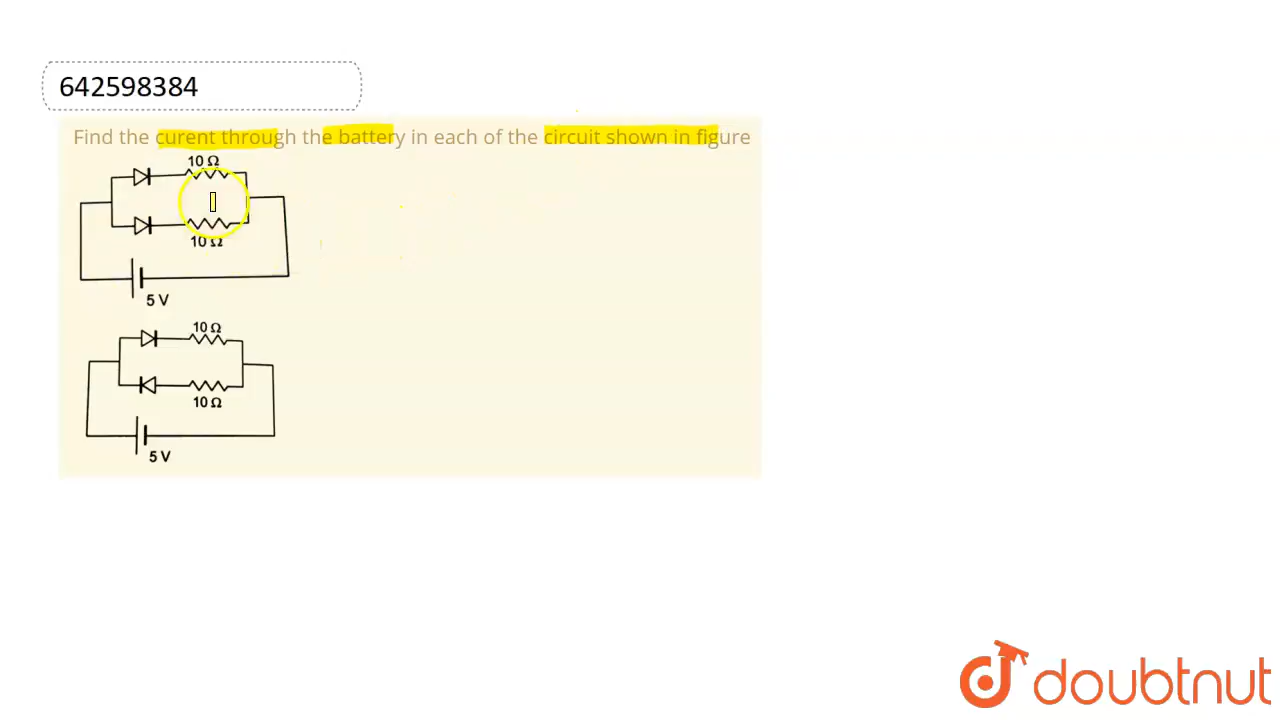 642598384
Find the curent through the battery in each of the circuit shown in figure
10 Ω
10 Ω
5 V
10 Ω
10 Ω
5 V
doubtnut